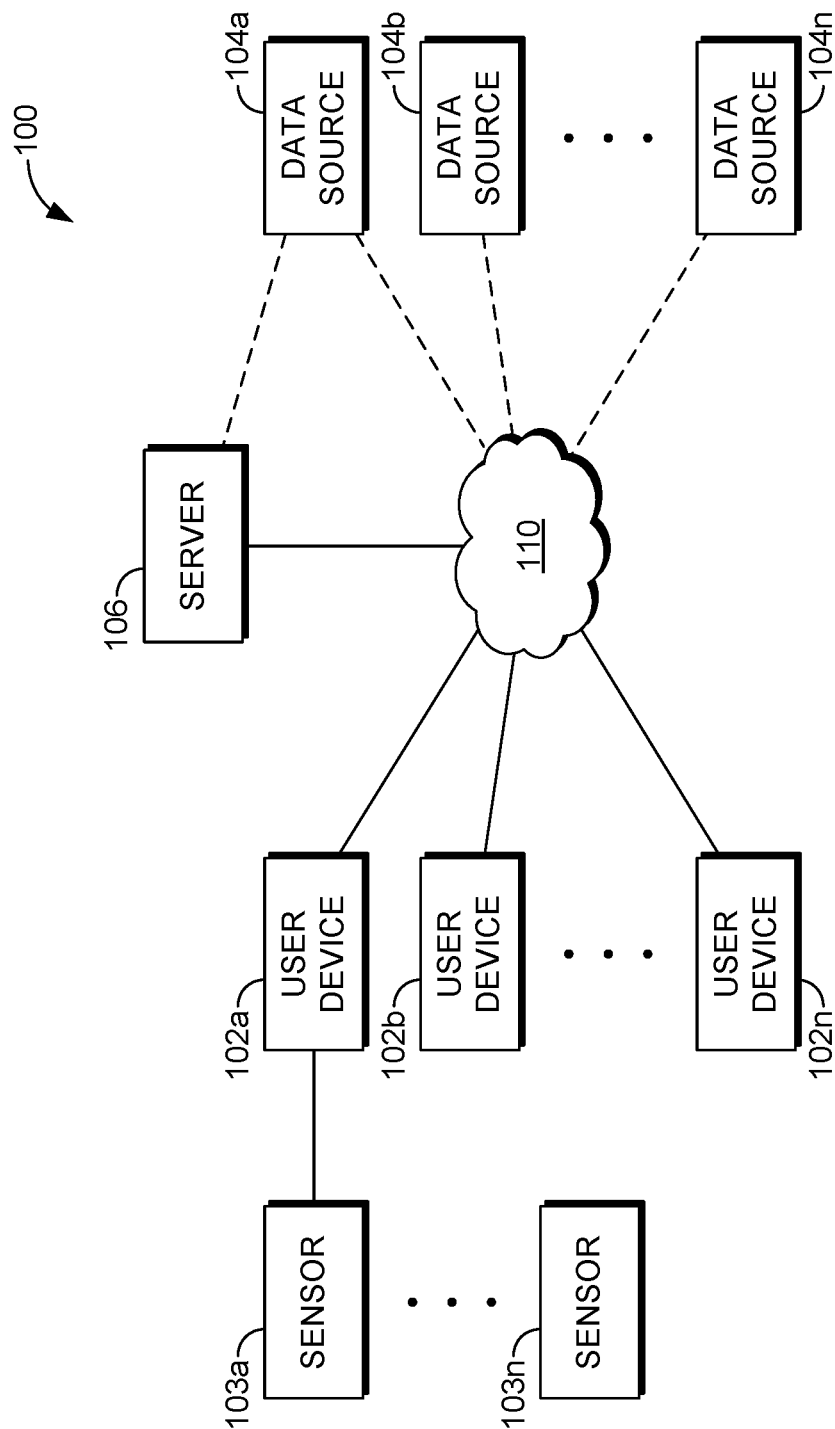 100
106
SERVER
102a
USER
DEVICE
104a
DATA
SOURCE
103a
SENSOR
102b
USER
DEVICE
110
104b
DATA
SOURCE
103n
SENSOR
102n
USER
DEVICE
104n
DATA
SOURCE